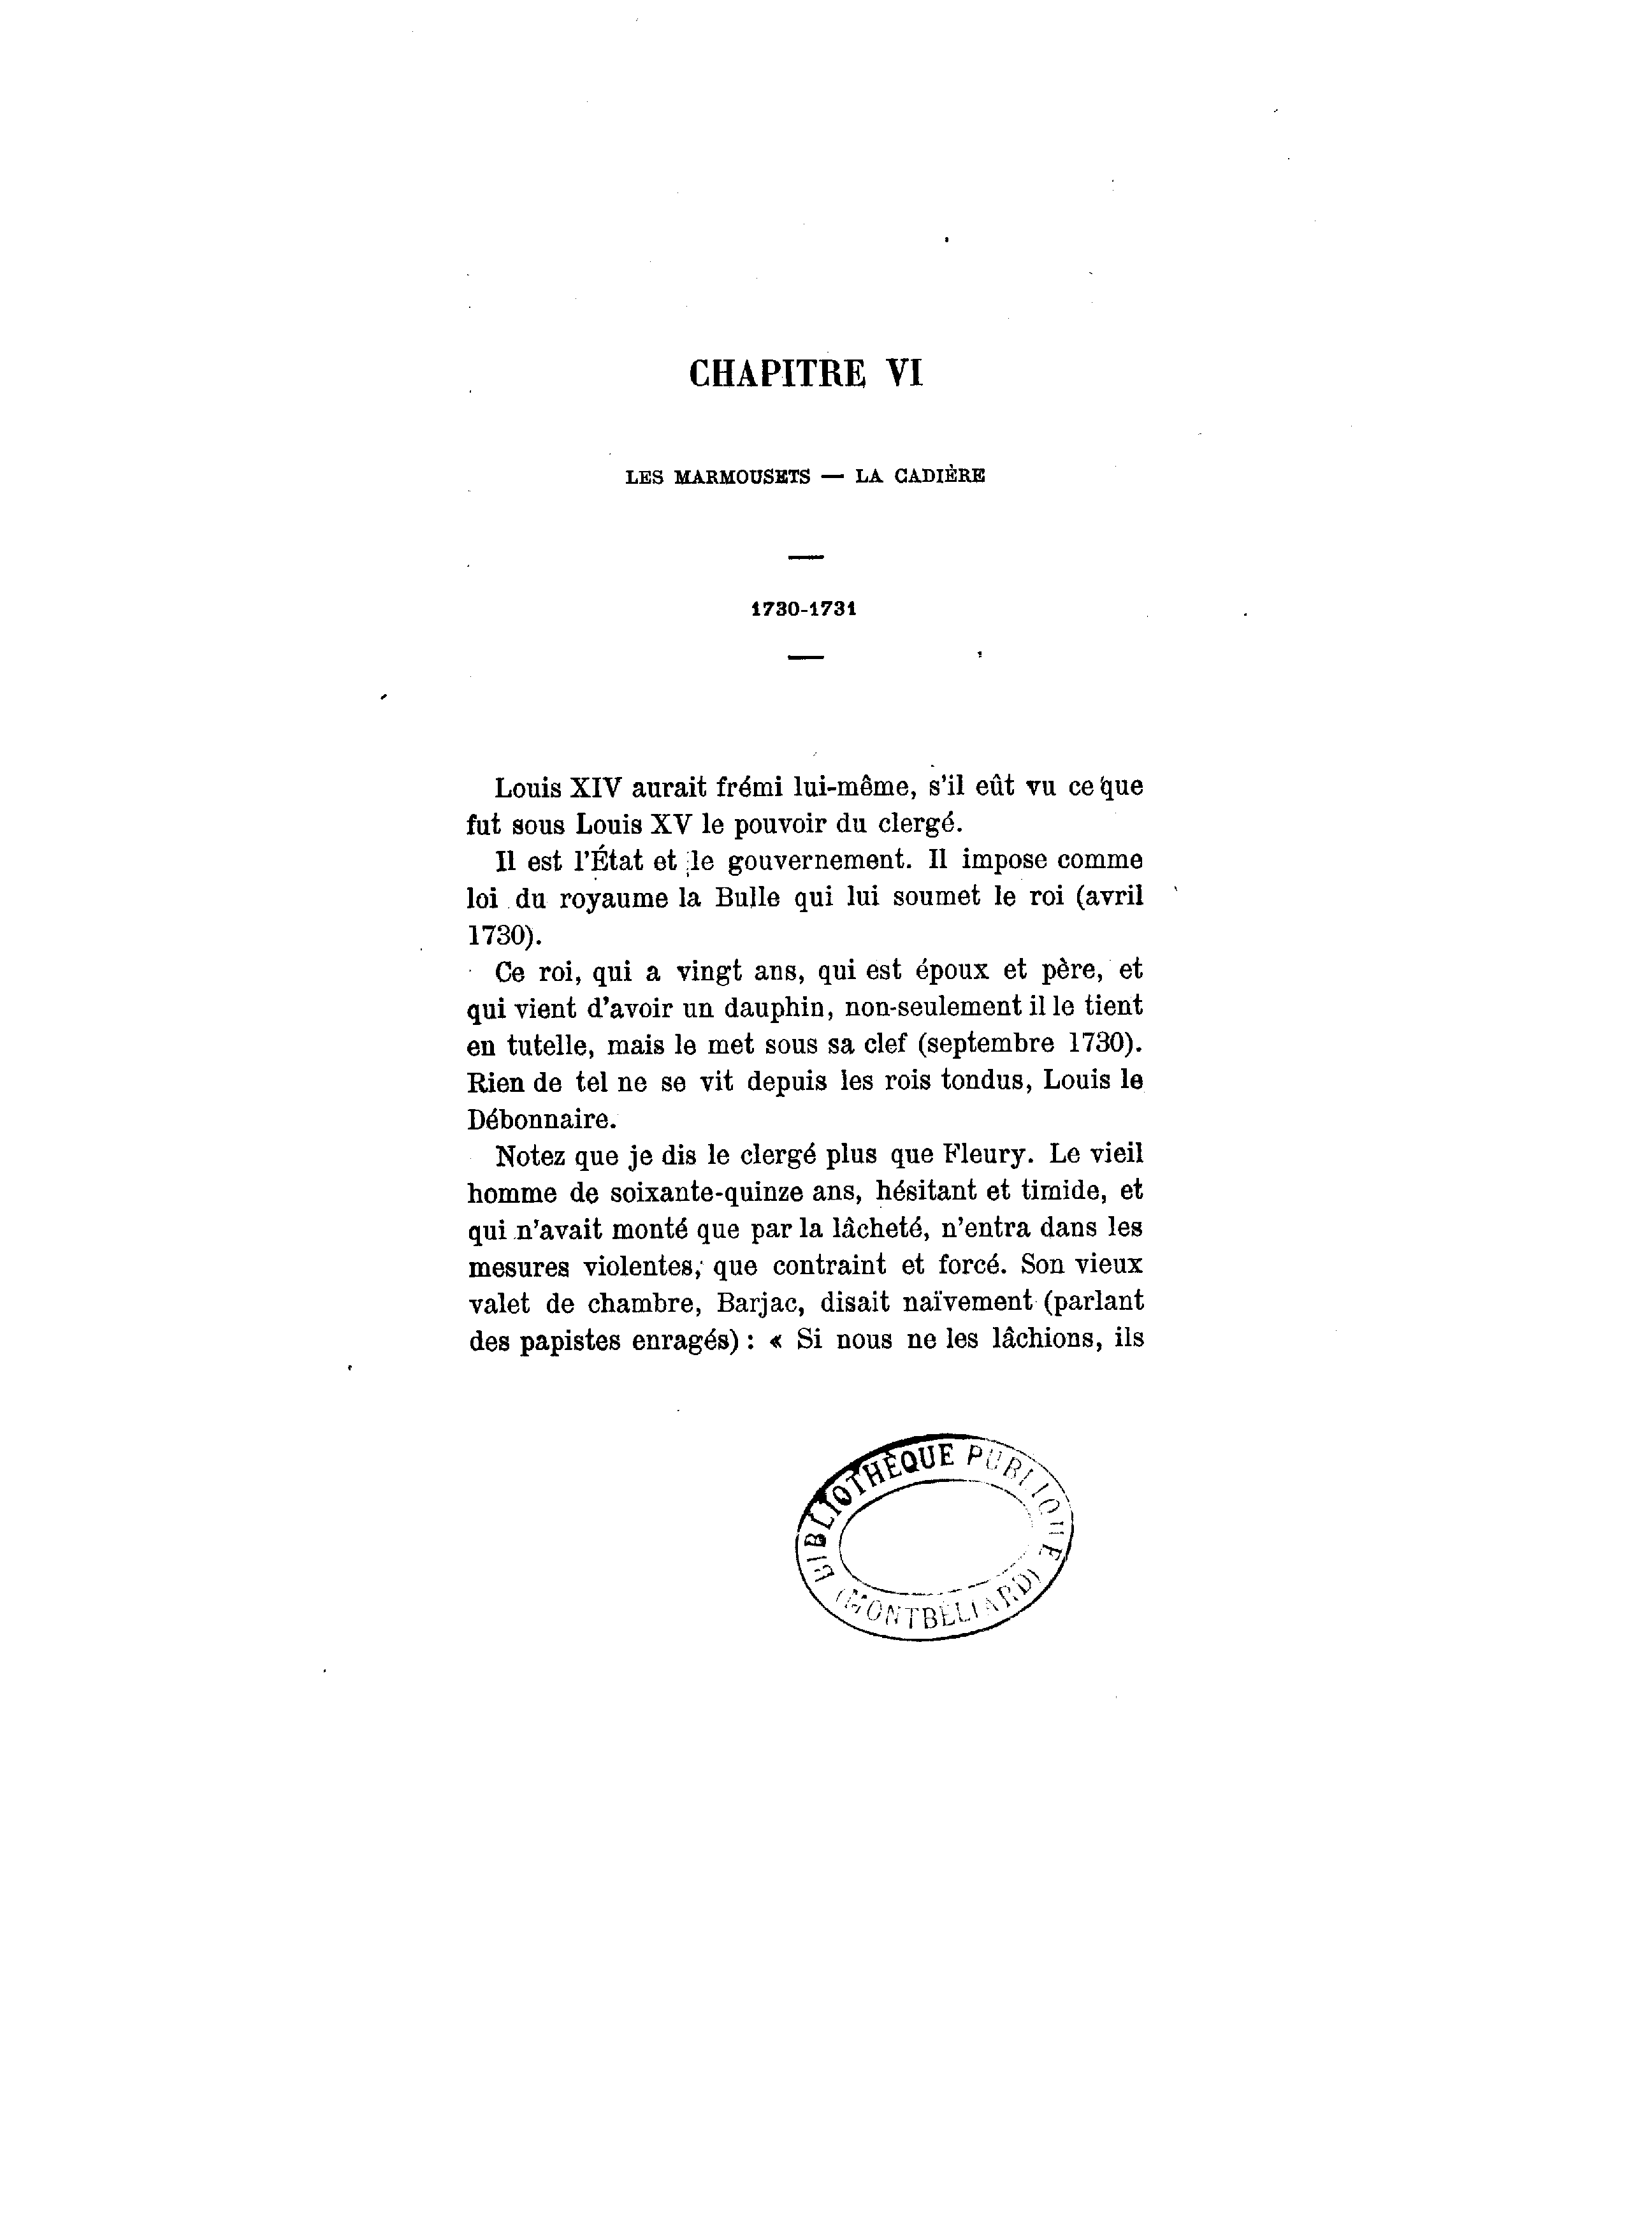 CHAPITRE VI
LES MARMOUSETS — LA CADIÈRE
1730-1731
Louis XIV aurait frémi lui-même, s'il eût vu ce que
fut sous Louis XV le pouvoir du clergé.
Il est l'État et le gouvernement. Il impose comme
loi du royaume la Bulle qui lui soumet le roi (avril
1730).
Ce roi, qui a vingt ans, qui est époux et père, et
qui vient d'avoir un dauphin, non-seulement il le tient
en tutelle, mais le met sous sa clef (septembre 1730).
Rien de tel ne se vit depuis les rois tondus, Louis le
Débonnaire.
Notez que je dis le clergé plus que Fleury. Le vieil
homme de soixante-quinze ans, hésitant et timide, et
qui n'avait monté que par la lâcheté, n'entra dans les
mesures violentes, que contraint et forcé. Son vieux
valet de chambre, Barjac, disait naïvement (parlant
des papistes enragés) : « Si nous ne les lâchions, ils
BIBLIOTHÈQUE PUBLIQUE
(MONTBÉLIARD)